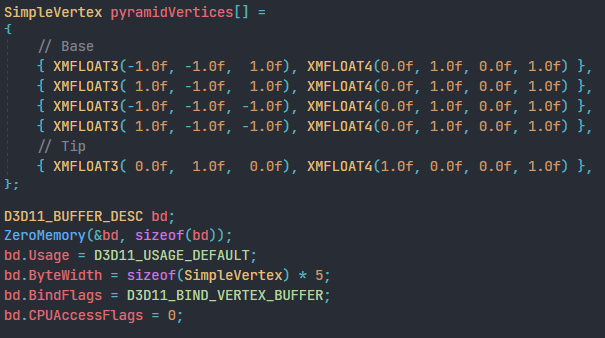 SimpleVertex pyramidVertices[] =
{
    // Base
    { XMFLOAT3(-1.0f, -1.0f,  1.0f), XMFLOAT4(0.0f, 1.0f, 0.0f, 1.0f) },
    { XMFLOAT3( 1.0f, -1.0f,  1.0f), XMFLOAT4(0.0f, 1.0f, 0.0f, 1.0f) },
    { XMFLOAT3(-1.0f, -1.0f, -1.0f), XMFLOAT4(0.0f, 1.0f, 0.0f, 1.0f) },
    { XMFLOAT3( 1.0f, -1.0f, -1.0f), XMFLOAT4(0.0f, 1.0f, 0.0f, 1.0f) },
    // Tip
    { XMFLOAT3( 0.0f,  1.0f,  0.0f), XMFLOAT4(1.0f, 0.0f, 0.0f, 1.0f) },
};
D3D11_BUFFER_DESC bd;
ZeroMemory(&bd, sizeof(bd));
bd.Usage = D3D11_USAGE_DEFAULT;
bd.ByteWidth = sizeof(SimpleVertex) * 5;
bd.BindFlags = D3D11_BIND_VERTEX_BUFFER;
bd.CPUAccessFlags = 0;